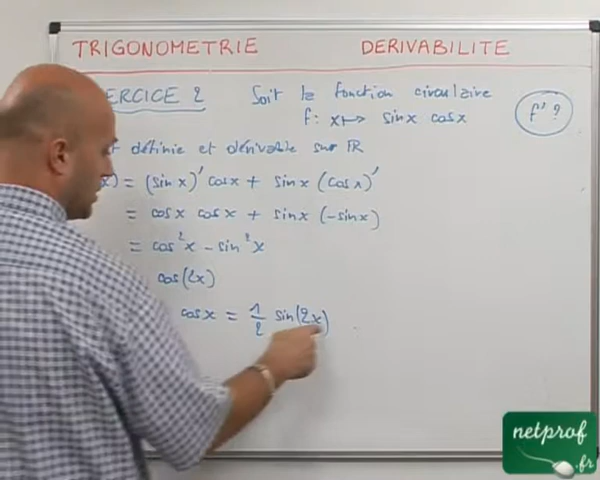 TRIGONOMETRIE DERIVABILITE
ERCICE 2 Soit la fonction circulaire
f: x ↦ sinx cosx
f' ?
définie et dérivable sur ℝ
x) = (sin x)' cosx + sinx (cosx)'
= cosx cosx + sinx (-sinx)
= cos²x - sin²x
cos(2x)
cosx = 1/2 sin(2x)
netprof
.fr